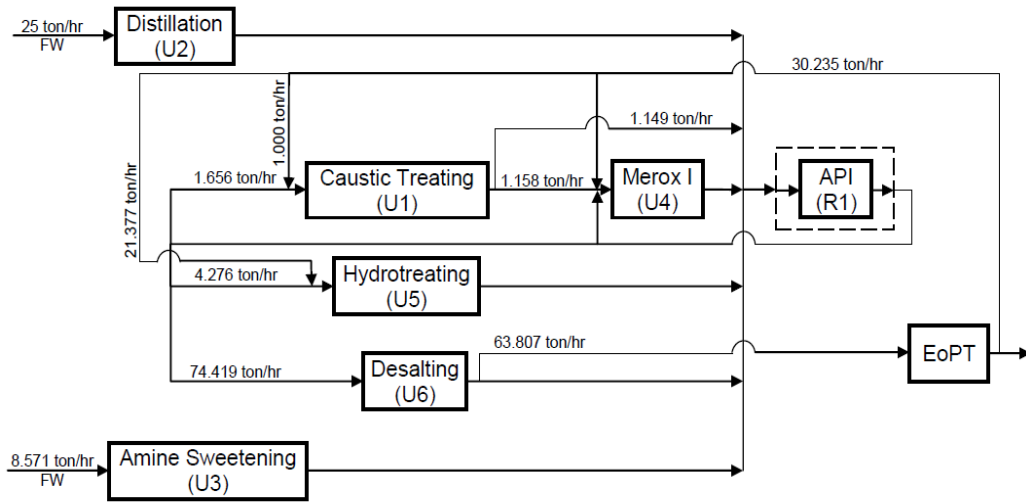 25 ton/hr
FW
Distillation
(U2)
30.235 ton/hr
1.000 ton/hr
21.377 ton/hr
1.149 ton/hr
1.656 ton/hr
Caustic Treating
(U1)
1.158 ton/hr
Merox I
(U4)
API
(R1)
4.276 ton/hr
Hydrotreating
(U5)
63.807 ton/hr
EoPT
74.419 ton/hr
Desalting
(U6)
8.571 ton/hr
FW
Amine Sweetening
(U3)